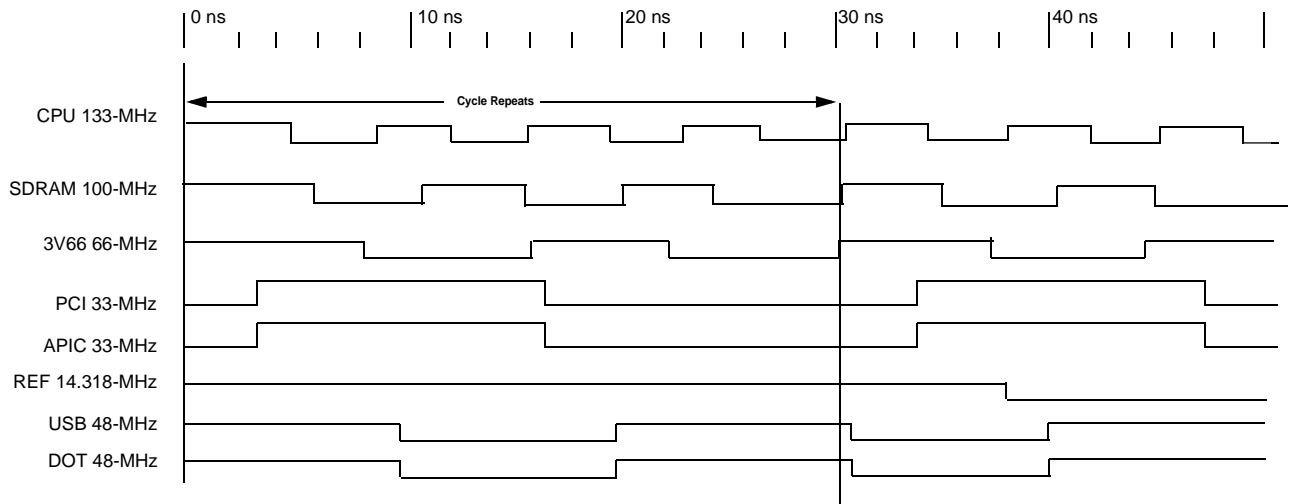 0 ns 10 ns 20 ns 30 ns 40 ns
Cycle Repeats
CPU 133-MHz
SDRAM 100-MHz
3V66 66-MHz
PCI 33-MHz
APIC 33-MHz
REF 14.318-MHz
USB 48-MHz
DOT 48-MHz